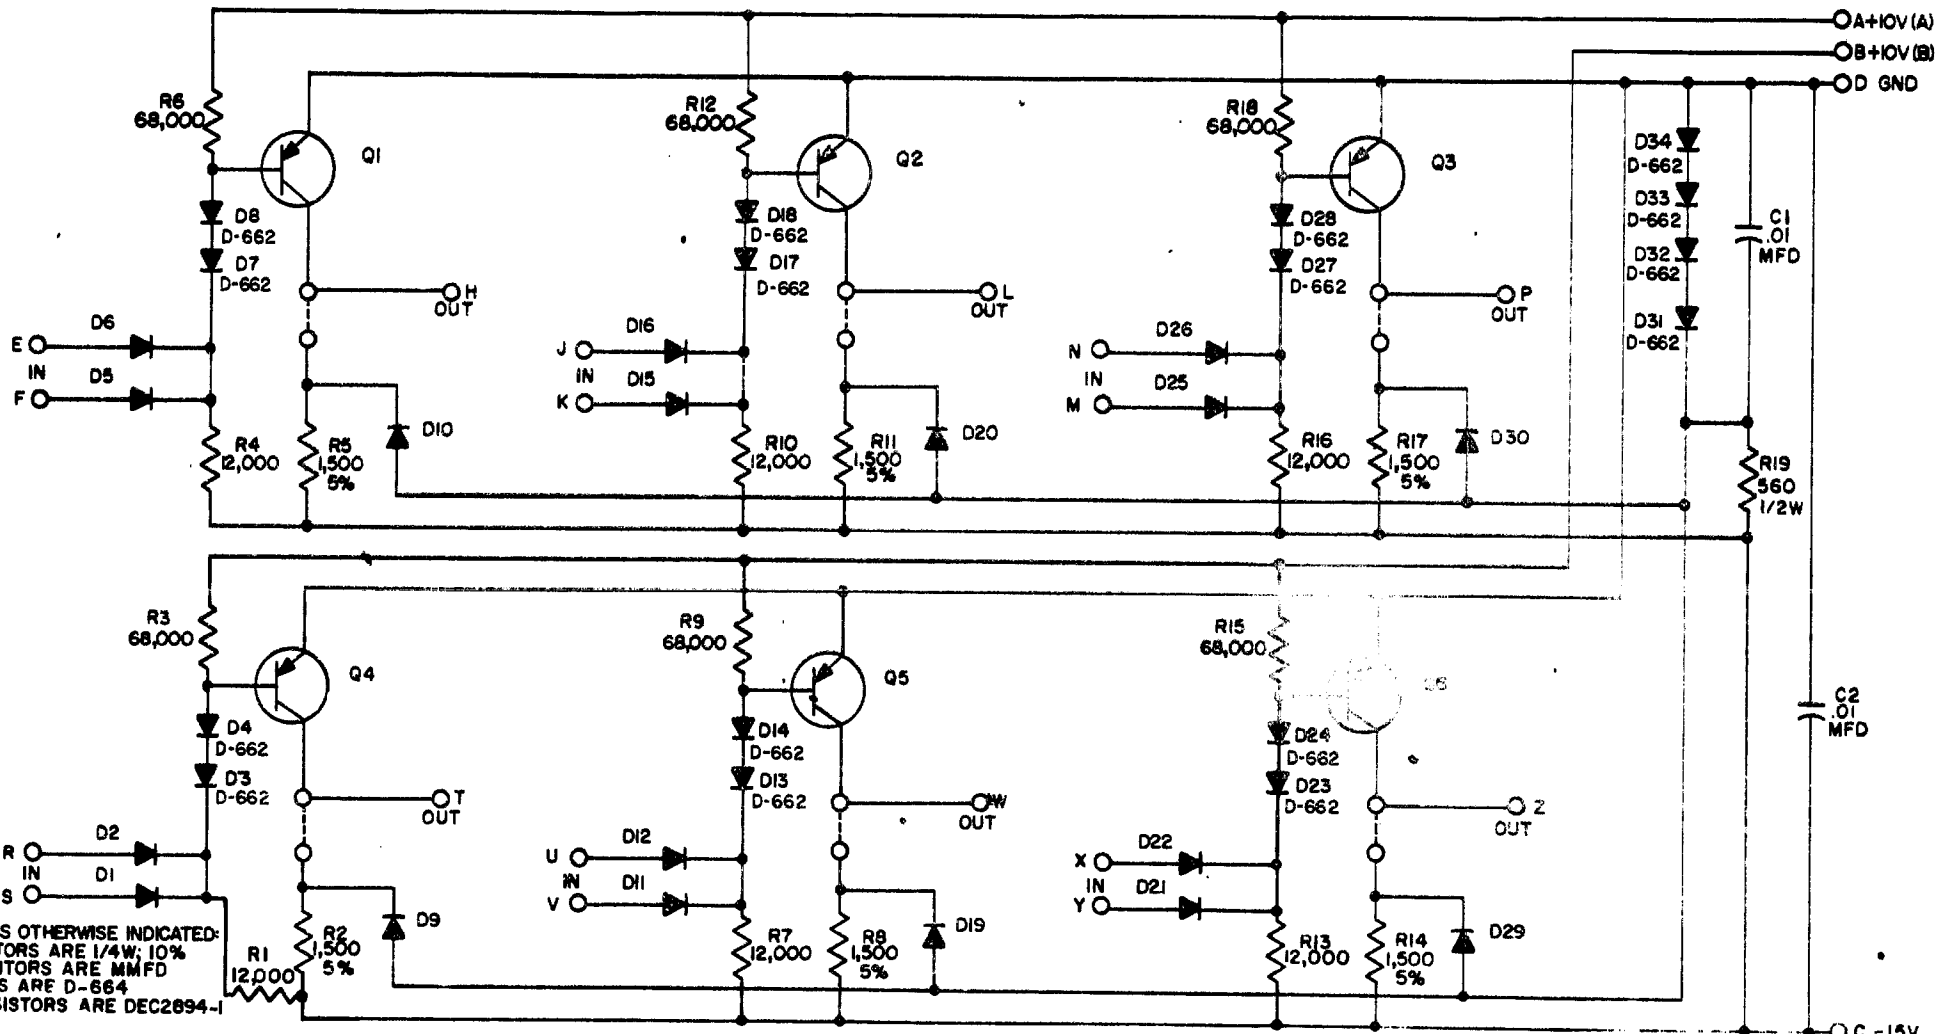 A+10V(A)
B+10V(B)
D GND
R6
68,000
Q1
R12
68,000
Q2
R18
68,000
Q3
D34
D-662
D33
D-662
D32
D-662
D31
D-662
C1
.01
MFD
D8
D-662
D7
D-662
D18
D-662
D17
D-662
D28
D-662
D27
D-662
H
OUT
L
OUT
P
OUT
E
IN
F
D6
D5
J
IN
K
D16
D15
N
IN
M
D26
D25
R4
12,000
R5
1,500
5%
D10
R10
12,000
R11
1,500
5%
D20
R16
12,000
R17
1,500
5%
D30
R19
560
1/2W
R3
68,000
Q4
R9
68,000
Q5
R15
68,000
C2
.01
MFD
D4
D-662
D3
D-662
D14
D-662
D13
D-662
D24
D-662
D23
D-662
T
OUT
W
OUT
Z
OUT
R
IN
S
D2
D1
U
IN
V
D12
D11
X
IN
Y
D22
D21
R1
12,000
R2
1,500
5%
D9
R7
12,000
R8
1,500
5%
D19
R13
12,000
R14
1,500
5%
D29
S OTHERWISE INDICATED:
TORS ARE 1/4W; 10%
ITORS ARE MMFD
S ARE D-664
SISTORS ARE DEC2894-1
C -15V